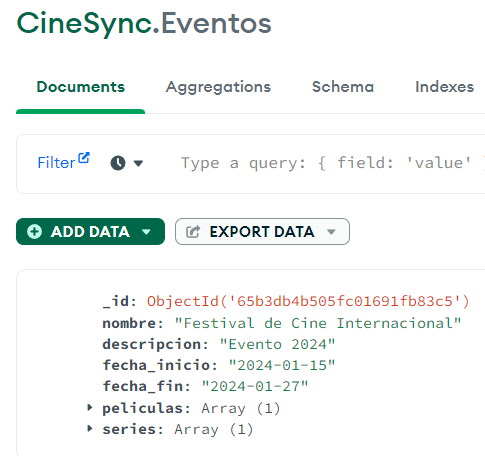 CineSync.Eventos
Documents Aggregations Schema Indexes
Filter Type a query: { field: 'value'
ADD DATA EXPORT DATA
_id: ObjectId('65b3db4b505fc01691fb83c5')
nombre: "Festival de Cine Internacional"
descripcion: "Evento 2024"
fecha_inicio: "2024-01-15"
fecha_fin: "2024-01-27"
peliculas: Array (1)
series: Array (1)